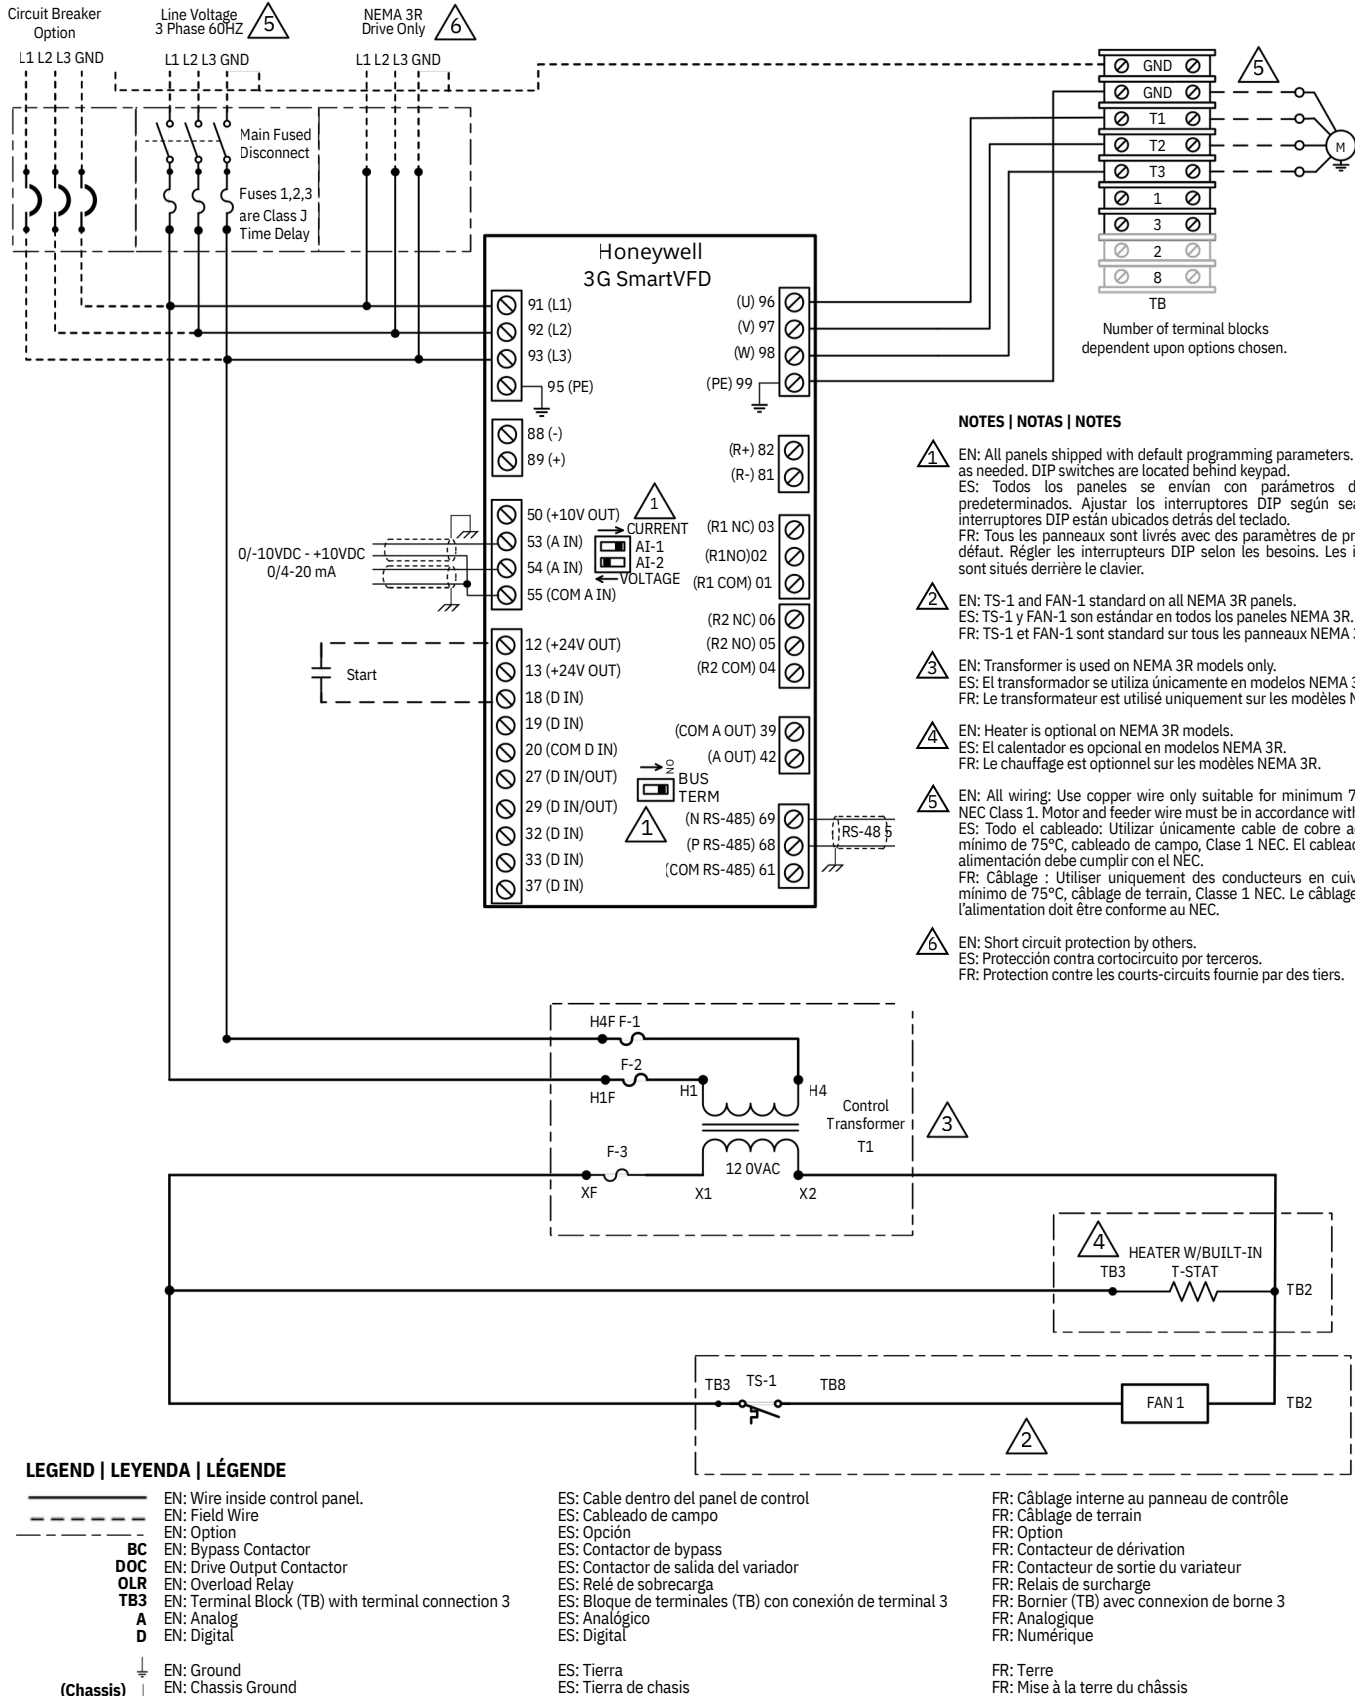 Circuit Breaker
Option
L1 L2 L3 GND
Line Voltage
3 Phase 60HZ
5
L1 L2 L3 GND
NEMA 3R
Drive Only
6
L1 L2 L3 GND
Main Fused
Disconnect
Fuses 1,2,3
are Class J
Time Delay
GND
GND
T1
T2
T3
1
3
2
8
TB
5
M
Number of terminal blocks
dependent upon options chosen.
Honeywell
3G SmartVFD
91 (L1)
92 (L2)
93 (L3)
95 (PE)
88 (-)
89 (+)
50 (+10V OUT)
53 (A IN)
54 (A IN)
55 (COM A IN)
1
CURRENT
AI-1
AI-2
VOLTAGE
0/-10VDC - +10VDC
0/4-20 mA
12 (+24V OUT)
13 (+24V OUT)
18 (D IN)
19 (D IN)
20 (COM D IN)
27 (D IN/OUT)
29 (D IN/OUT)
32 (D IN)
33 (D IN)
37 (D IN)
Start
(U) 96
(V) 97
(W) 98
(PE) 99
(R+) 82
(R-) 81
(R1 NC) 03
(R1NO)02
(R1 COM) 01
(R2 NC) 06
(R2 NO) 05
(R2 COM) 04
(COM A OUT) 39
(A OUT) 42
ON
BUS
TERM
1
(N RS-485) 69
(P RS-485) 68
(COM RS-485) 61
RS-48 5
NOTES | NOTAS | NOTES
1
EN: All panels shipped with default programming parameters.
as needed. DIP switches are located behind keypad.
ES: Todos los paneles se envían con parámetros d
predeterminados. Ajustar los interruptores DIP según sea
interruptores DIP están ubicados detrás del teclado.
FR: Tous les panneaux sont livrés avec des paramètres de pr
défaut. Régler les interrupteurs DIP selon les besoins. Les i
sont situés derrière le clavier.
2
EN: TS-1 and FAN-1 standard on all NEMA 3R panels.
ES: TS-1 y FAN-1 son estándar en todos los paneles NEMA 3R.
FR: TS-1 et FAN-1 sont standard sur tous les panneaux NEMA 3
3
EN: Transformer is used on NEMA 3R models only.
ES: El transformador se utiliza únicamente en modelos NEMA 3
FR: Le transformateur est utilisé uniquement sur les modèles N
4
EN: Heater is optional on NEMA 3R models.
ES: El calentador es opcional en modelos NEMA 3R.
FR: Le chauffage est optionnel sur les modèles NEMA 3R.
5
EN: All wiring: Use copper wire only suitable for minimum 7
NEC Class 1. Motor and feeder wire must be in accordance with
ES: Todo el cableado: Utilizar únicamente cable de cobre a
mínimo de 75°C, cableado de campo, Clase 1 NEC. El cablead
alimentación debe cumplir con el NEC.
FR: Câblage : Utiliser uniquement des conducteurs en cuiv
mínimo de 75°C, câblage de terrain, Classe 1 NEC. Le câblage
l'alimentation doit être conforme au NEC.
6
EN: Short circuit protection by others.
ES: Protección contra cortocircuito por terceros.
FR: Protection contre les courts-circuits fournie par des tiers.
H4F F-1
F-2
H1F
H1
H4
Control
Transformer
T1
3
F-3
XF
X1
12 0VAC
X2
4
HEATER W/BUILT-IN
T-STAT
TB3
TB2
TB3
TS-1
TB8
FAN 1
TB2
2
LEGEND | LEYENDA | LÉGENDE
EN: Wire inside control panel.
ES: Cable dentro del panel de control
FR: Câblage interne au panneau de contrôle
EN: Field Wire
ES: Cableado de campo
FR: Câblage de terrain
EN: Option
ES: Opción
FR: Option
BC EN: Bypass Contactor
ES: Contactor de bypass
FR: Contacteur de dérivation
DOC EN: Drive Output Contactor
ES: Contactor de salida del variador
FR: Contacteur de sortie du variateur
OLR EN: Overload Relay
ES: Relé de sobrecarga
FR: Relais de surcharge
TB3 EN: Terminal Block (TB) with terminal connection 3
ES: Bloque de terminales (TB) con conexión de terminal 3
FR: Bornier (TB) avec connexion de borne 3
A EN: Analog
ES: Analógico
FR: Analogique
D EN: Digital
ES: Digital
FR: Numérique
EN: Ground
ES: Tierra
FR: Terre
(Chassis) EN: Chassis Ground
ES: Tierra de chasis
FR: Mise à la terre du châssis